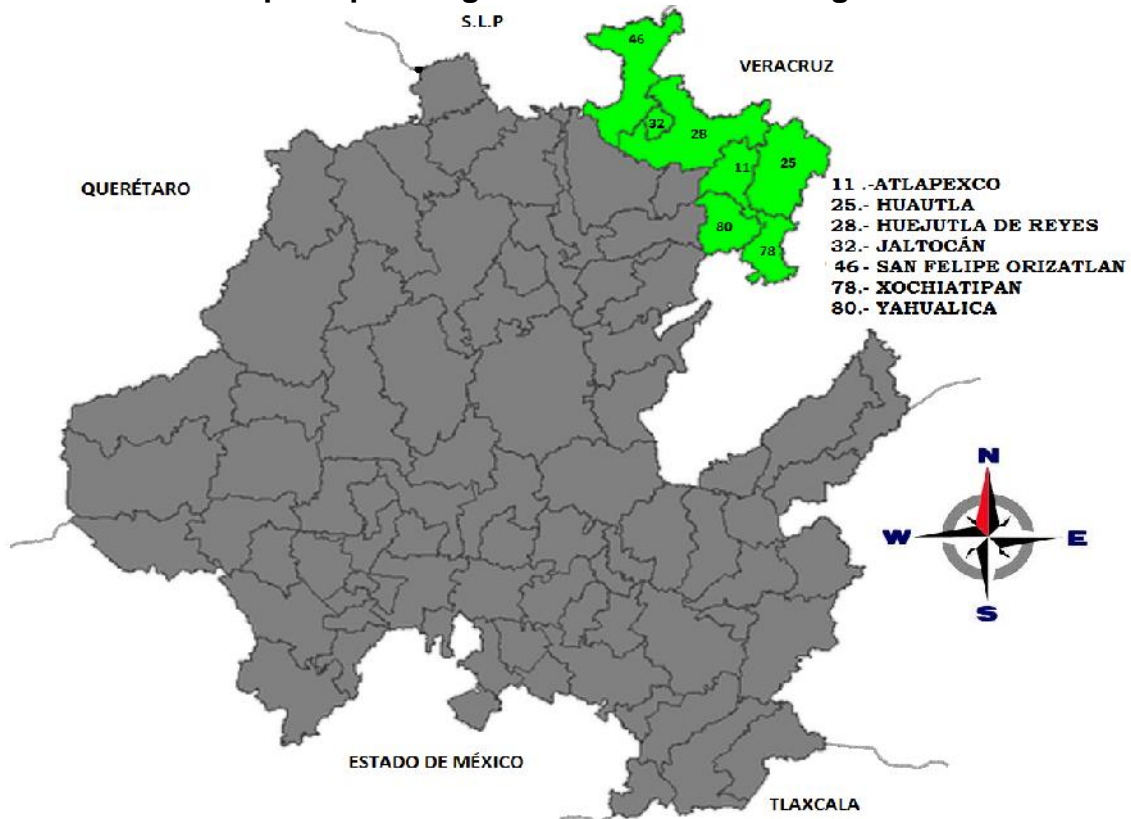 S.L.P
46
VERACRUZ
32
28
11
25
QUERÉTARO
11 .-ATLAPEXCO
25.- HUAUTLA
80
28.- HUEJUTLA DE REYES
78
32.- JALTOCÁN
46- SAN FELIPE ORIZATLAN
78.- XOCHIATIPAN
80.- YAHUALICA
N
W
E
S
ESTADO DE MÉXICO
TLAXCALA